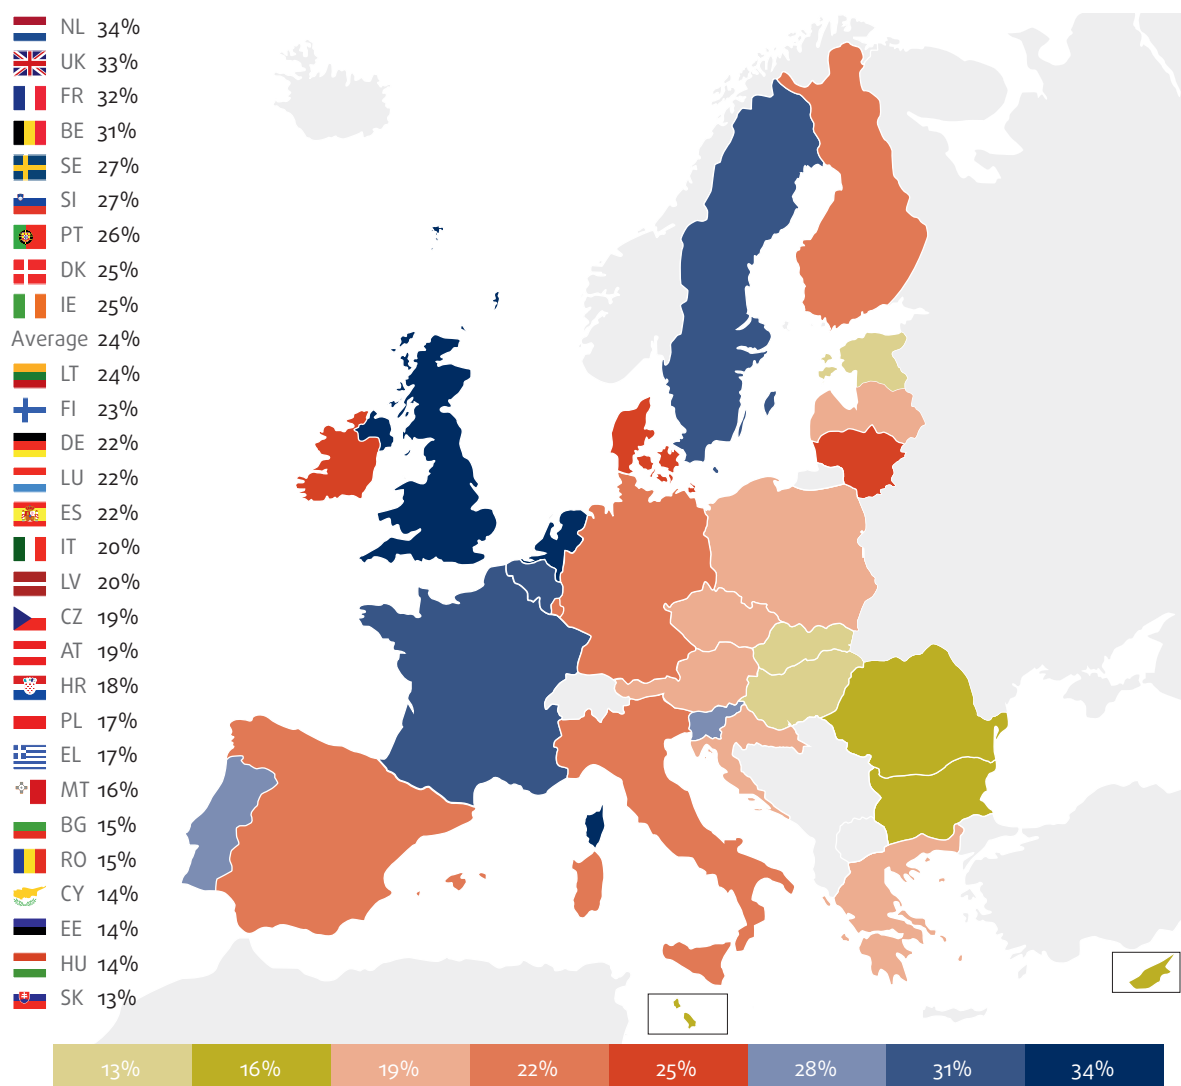 NL 34%
UK 33%
FR 32%
BE 31%
SE 27%
SI 27%
PT 26%
DK 25%
IE 25%
Average 24%
LT 24%
FI 23%
DE 22%
LU 22%
ES 22%
IT 20%
LV 20%
CZ 19%
AT 19%
HR 18%
PL 17%
EL 17%
MT 16%
BG 15%
RO 15%
CY 14%
EE 14%
HU 14%
SK 13%
13% 16% 19% 22% 25% 28% 31% 34%